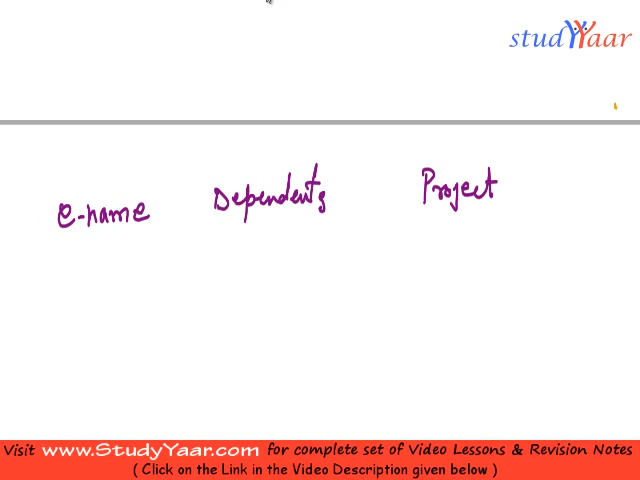 studYYaar
e-name Dependents Project
Visit www.StudyYaar.com for complete set of Video Lessons & Revision Notes
( Click on the Link in the Video Description given below )